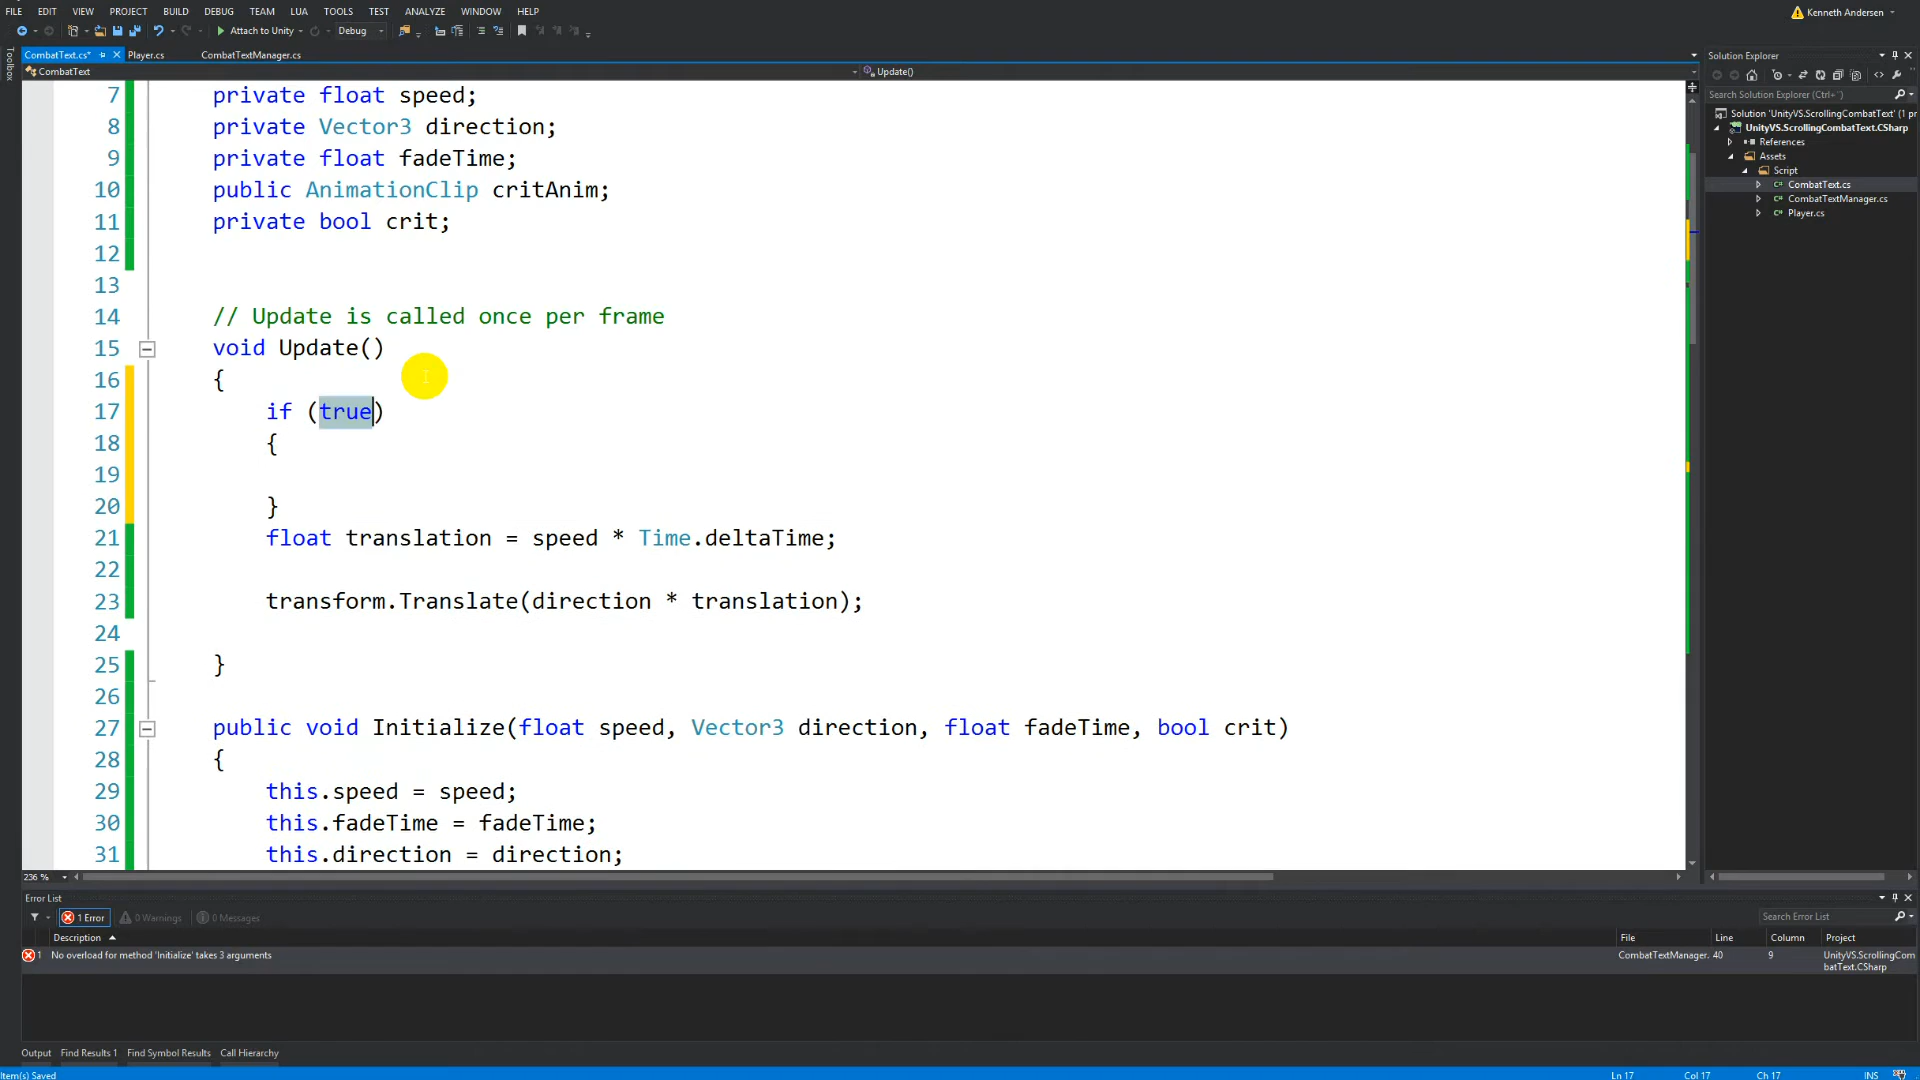 FILE EDIT VIEW PROJECT BUILD DEBUG TEAM LUA TOOLS TEST ANALYZE WINDOW HELP
Kenneth Andersen
Attach to Unity Debug
CombatText.cs* Player.cs CombatTextManager.cs
CombatText Update()
Toolbox
7 private float speed;
8 private Vector3 direction;
9 private float fadeTime;
10 public AnimationClip critAnim;
11 private bool crit;
12
13
14 // Update is called once per frame
15 void Update()
16 {
17 if (true)
18 {
19
20 }
21 float translation = speed * Time.deltaTime;
22
23 transform.Translate(direction * translation);
24
25 }
26
27 public void Initialize(float speed, Vector3 direction, float fadeTime, bool crit)
28 {
29 this.speed = speed;
30 this.fadeTime = fadeTime;
31 this.direction = direction;
236 %
Solution Explorer
Search Solution Explorer (Ctrl+¨)
Solution 'UnityVS.ScrollingCombatText' (1 pr
UnityVS.ScrollingCombatText.CSharp
References
Assets
Script
CombatText.cs
CombatTextManager.cs
Player.cs
Error List
1 Error 0 Warnings 0 Messages
Search Error List
Description File Line Column Project
1 No overload for method 'Initialize' takes 3 arguments CombatTextManager. 40 9 UnityVS.ScrollingCom
batText.CSharp
Output Find Results 1 Find Symbol Results Call Hierarchy
Item(s) Saved Ln 17 Col 17 Ch 17 INS